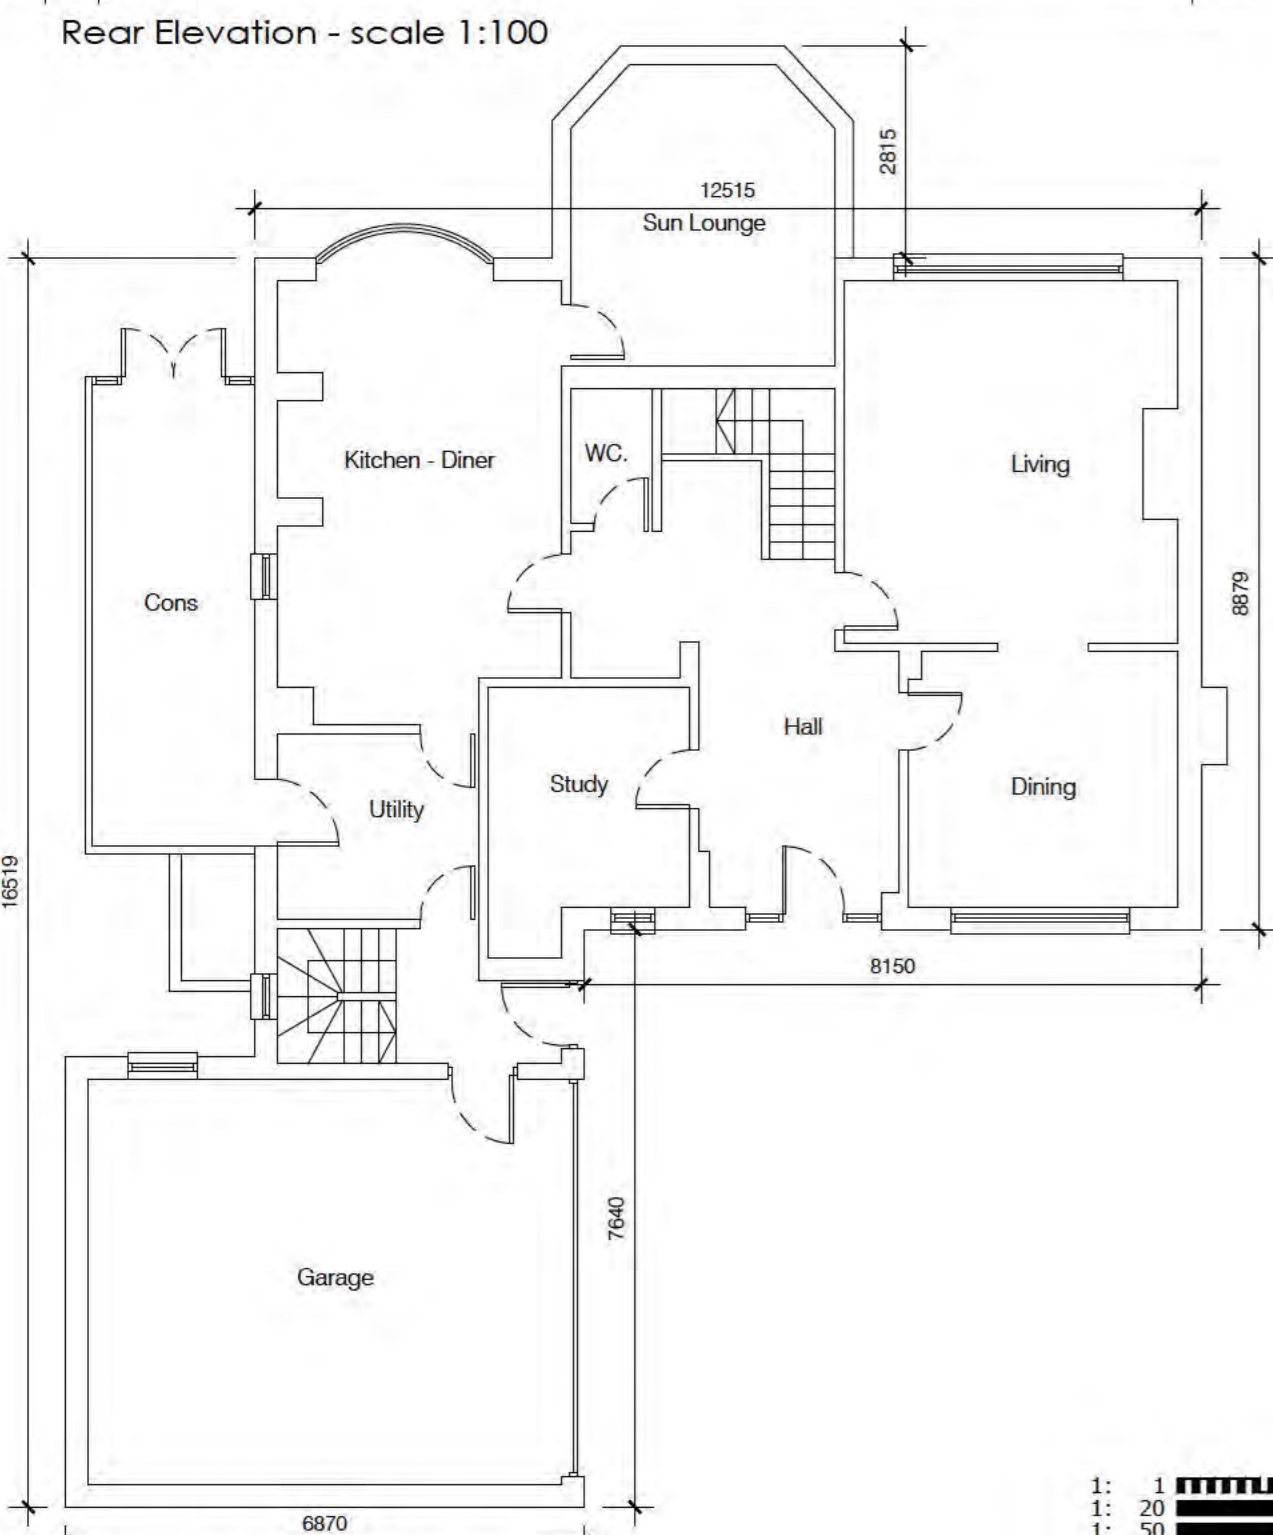 Rear Elevation - scale 1:100
2815
12515
Sun Lounge
Kitchen - Diner
WC.
Living
Cons
8879
Hall
Study
Dining
Utility
16519
8150
7640
Garage
6870
1: 1
1: 20
1: 50